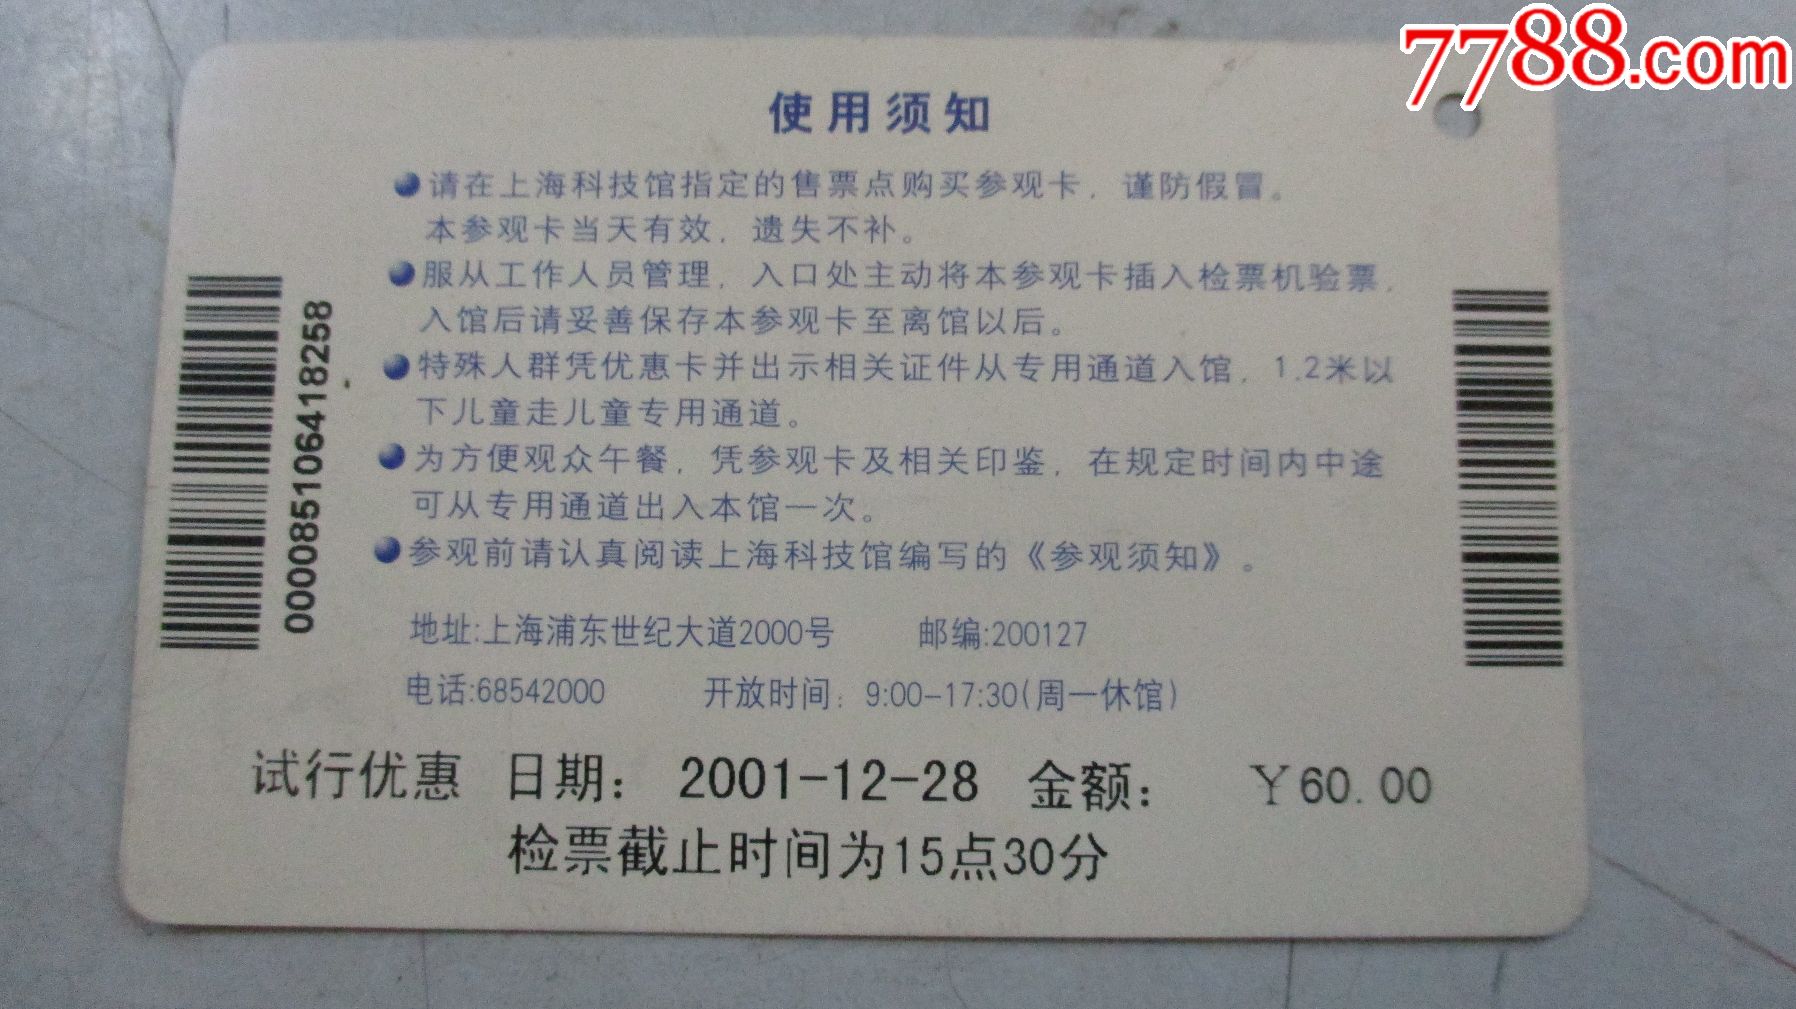 7788.com
使用须知
请在上海科技馆指定的售票点购买参观卡，谨防假冒。
本参观卡当天有效，遗失不补。
服从工作人员管理，入口处主动将本参观卡插入检票机验票，
入馆后请妥善保存本参观卡至离馆以后。
特殊人群凭优惠卡并出示相关证件从专用通道入馆，1.2米以
下儿童走儿童专用通道。
为方便观众午餐，凭参观卡及相关印鉴，在规定时间内中途
可从专用通道出入本馆一次。
参观前请认真阅读上海科技馆编写的《参观须知》。
地址:上海浦东世纪大道2000号 邮编:200127
电话:68542000 开放时间：9:00-17:30(周一休馆)
试行优惠 日期：2001-12-28 金额： ￥60.00
检票截止时间为15点30分
0000851064182​58